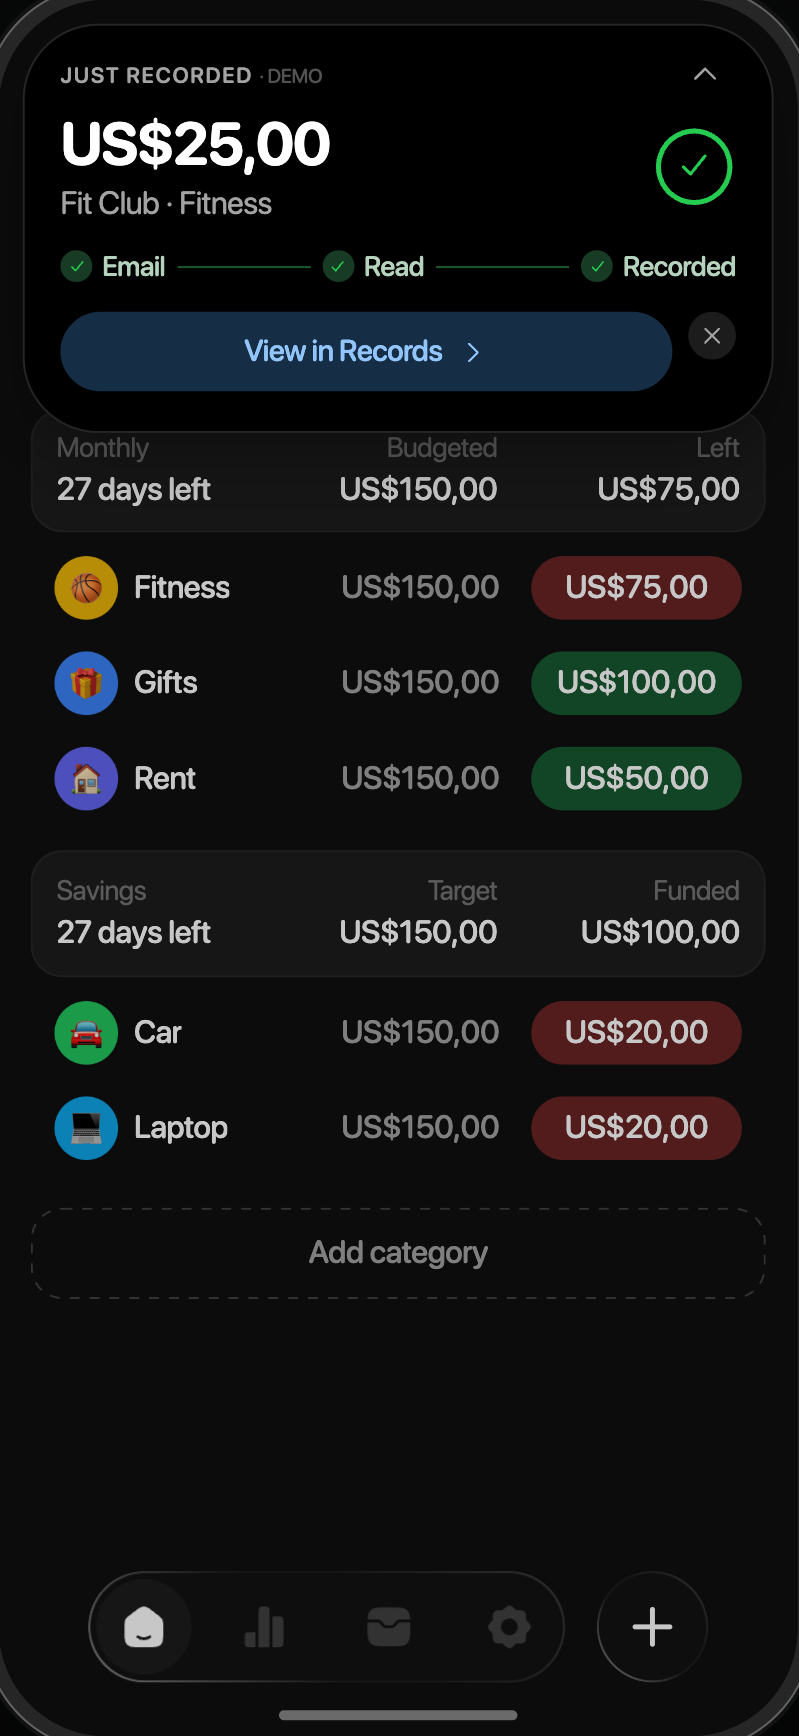 JUST RECORDED · DEMO
US$25,00
Fit Club · Fitness
Email Read Recorded
View in Records
Monthly Budgeted Left
27 days left US$150,00 US$75,00
Fitness US$150,00 US$75,00
Gifts US$150,00 US$100,00
Rent US$150,00 US$50,00
Savings Target Funded
27 days left US$150,00 US$100,00
Car US$150,00 US$20,00
Laptop US$150,00 US$20,00
Add category